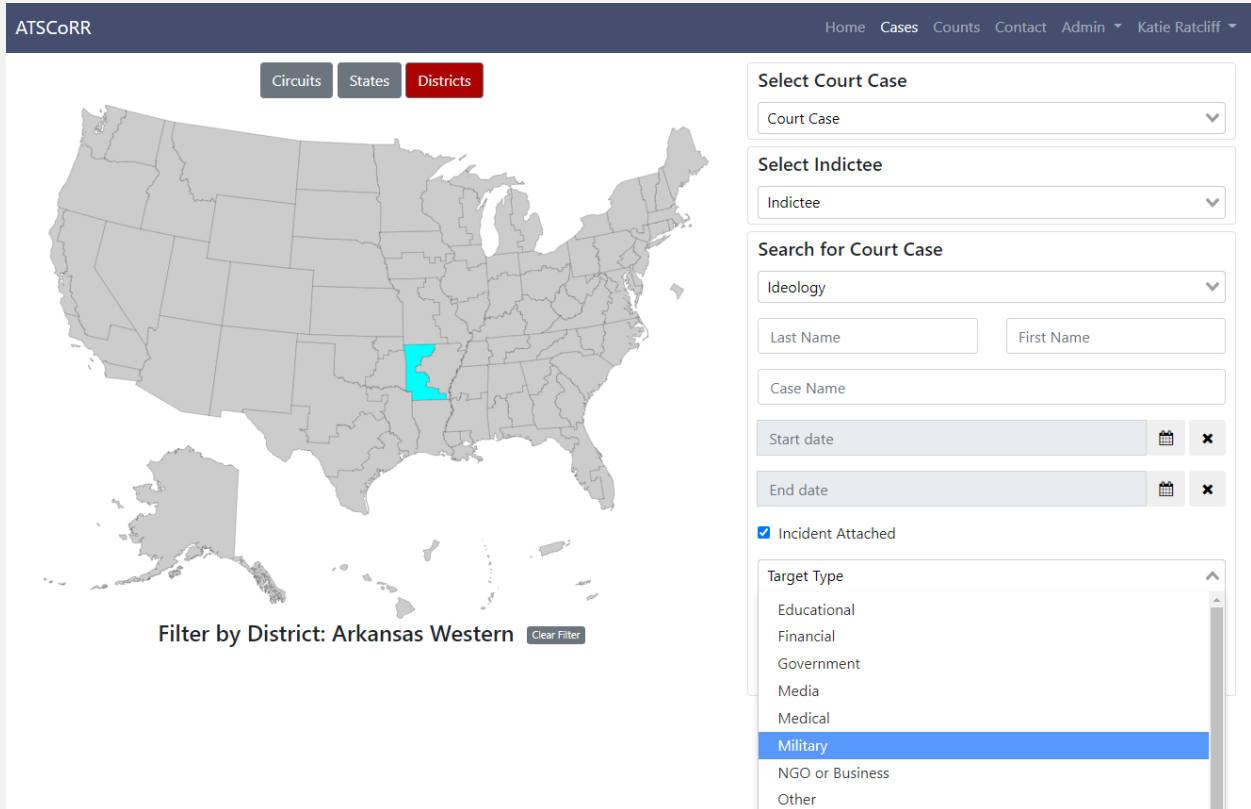 ATSCoRR
Home Cases Counts Contact Admin Katie Ratcliff
Circuits States Districts
Filter by District: Arkansas Western Clear Filter
Select Court Case
Court Case
Select Indictee
Indictee
Search for Court Case
Ideology
Last Name First Name
Case Name
Start date
End date
Incident Attached
Target Type
Educational
Financial
Government
Media
Medical
Military
NGO or Business
Other